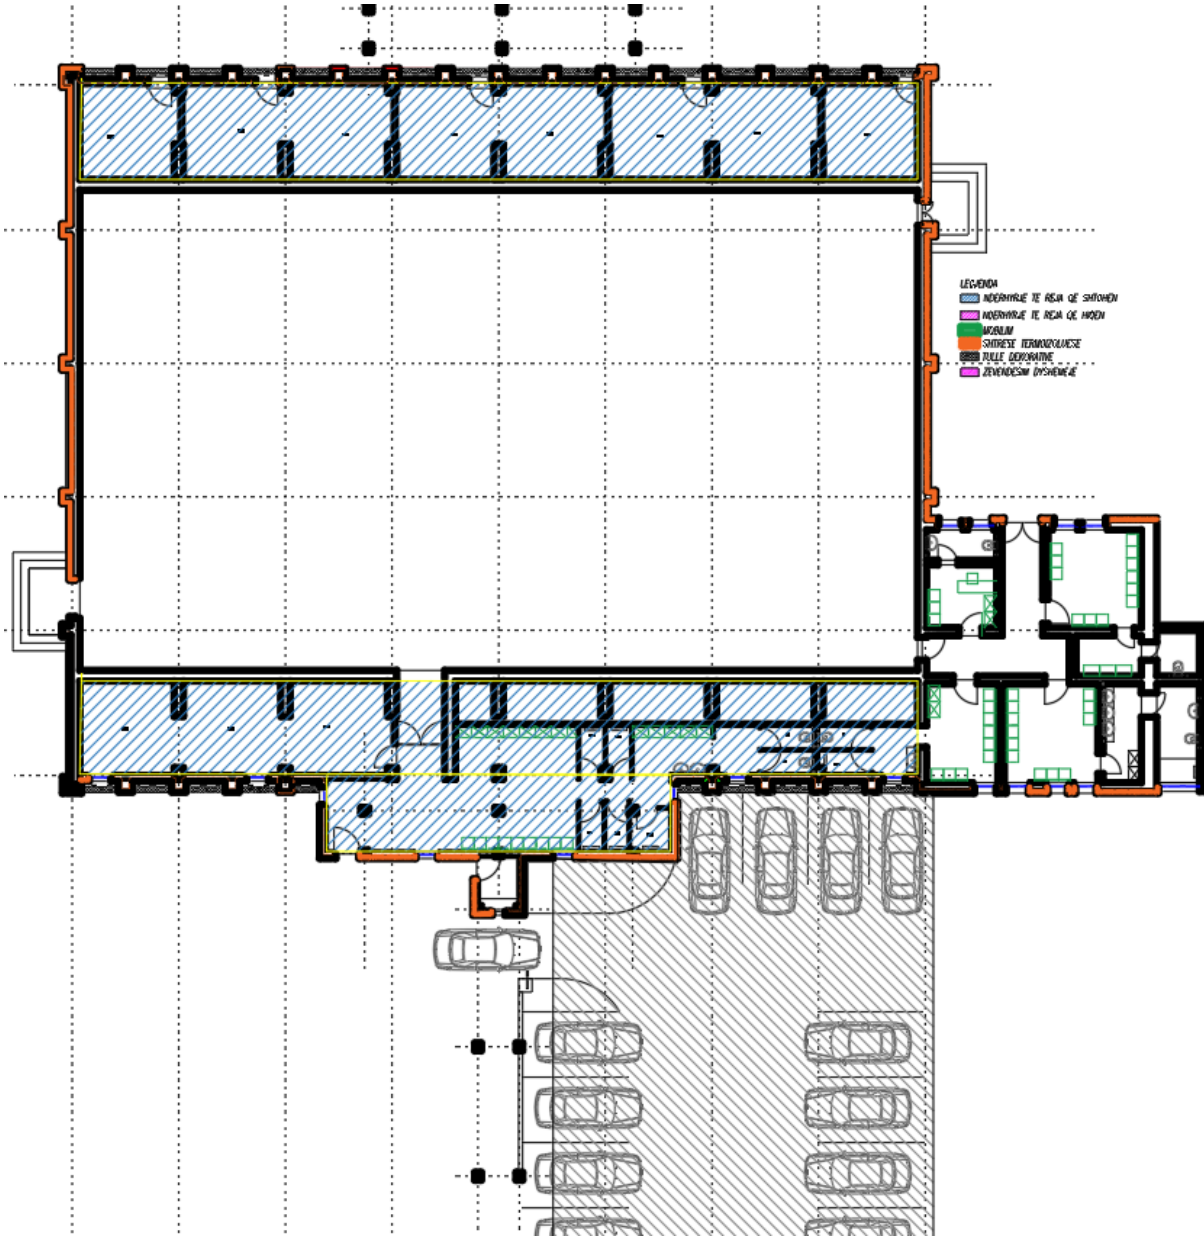 LEGJENDA
NDERHYRJE TE REJA QE SHTOHEN
NDERHYRJE TE REJA QE HIQEN
MOBILIM
SHTRESE TERMOIZOLUESE
TULLE DEKORATIVE
ZEVENDESIM DYSHEMEJE